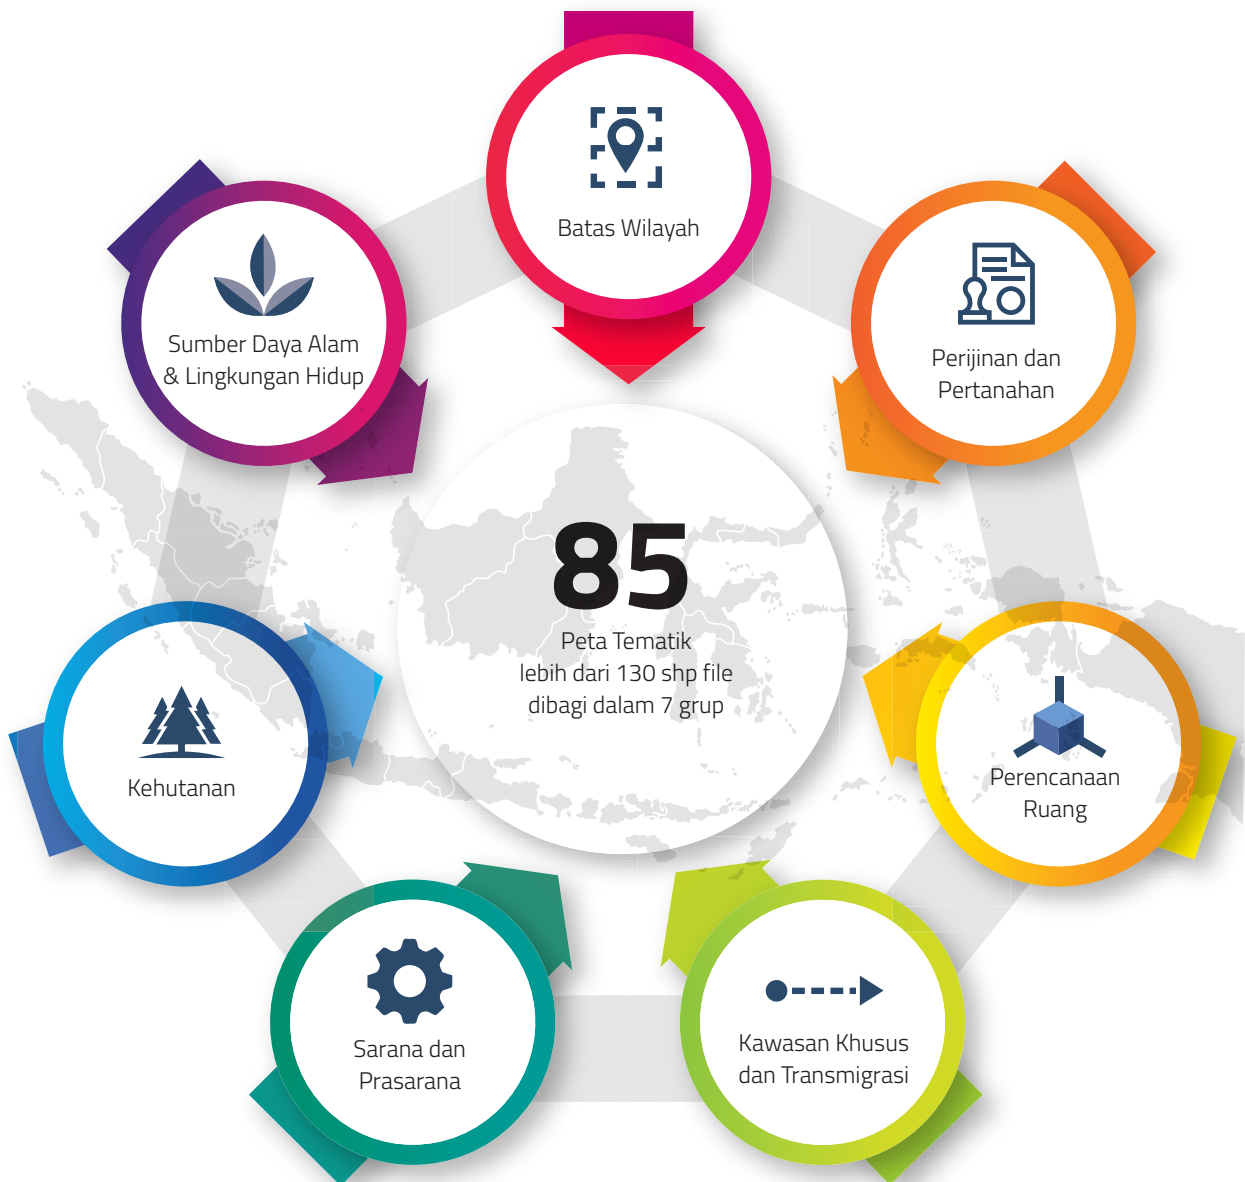 Batas Wilayah
Sumber Daya Alam
& Lingkungan Hidup
Perijinan dan
Pertanahan
85
Peta Tematik
lebih dari 130 shp file
dibagi dalam 7 grup
Kehutanan
Perencanaan
Ruang
Sarana dan
Prasarana
Kawasan Khusus
dan Transmigrasi